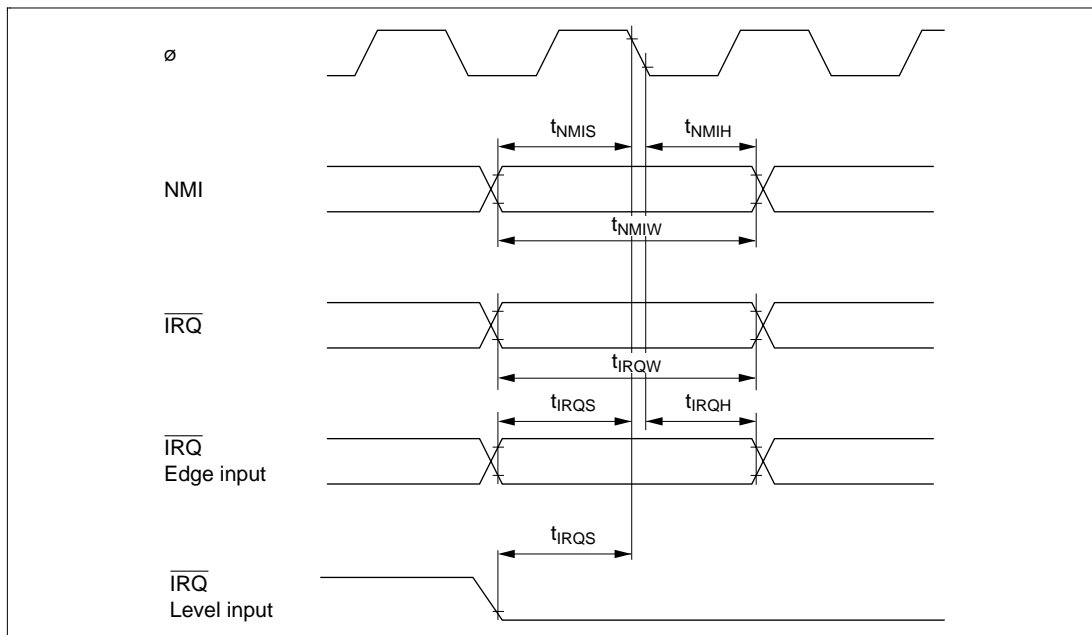 ø
tNMIS tNMIH
NMI
tNMIW
IRQ
tIRQW
tIRQS tIRQH
IRQ
Edge input
tIRQS
IRQ
Level input